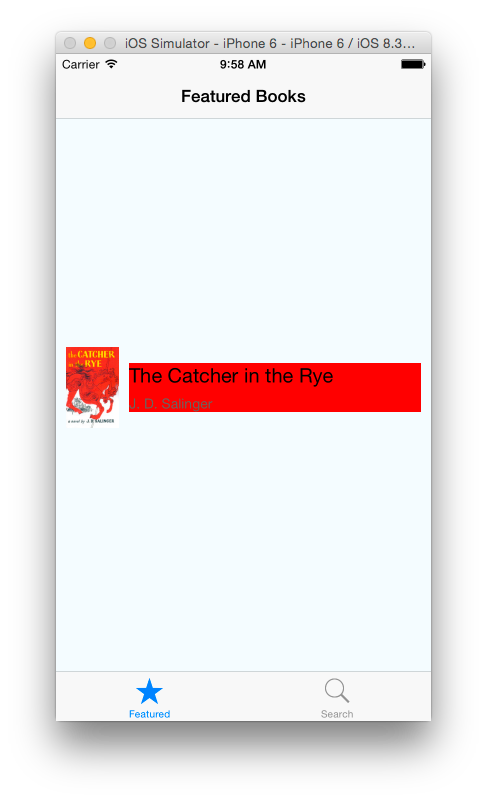 iOS Simulator - iPhone 6 - iPhone 6 / iOS 8.3...
Carrier 9:58 AM
Featured Books
the CATCHER
in the RYE
a novel by J. D. SALINGER
The Catcher in the Rye
J. D. Salinger
Featured Search